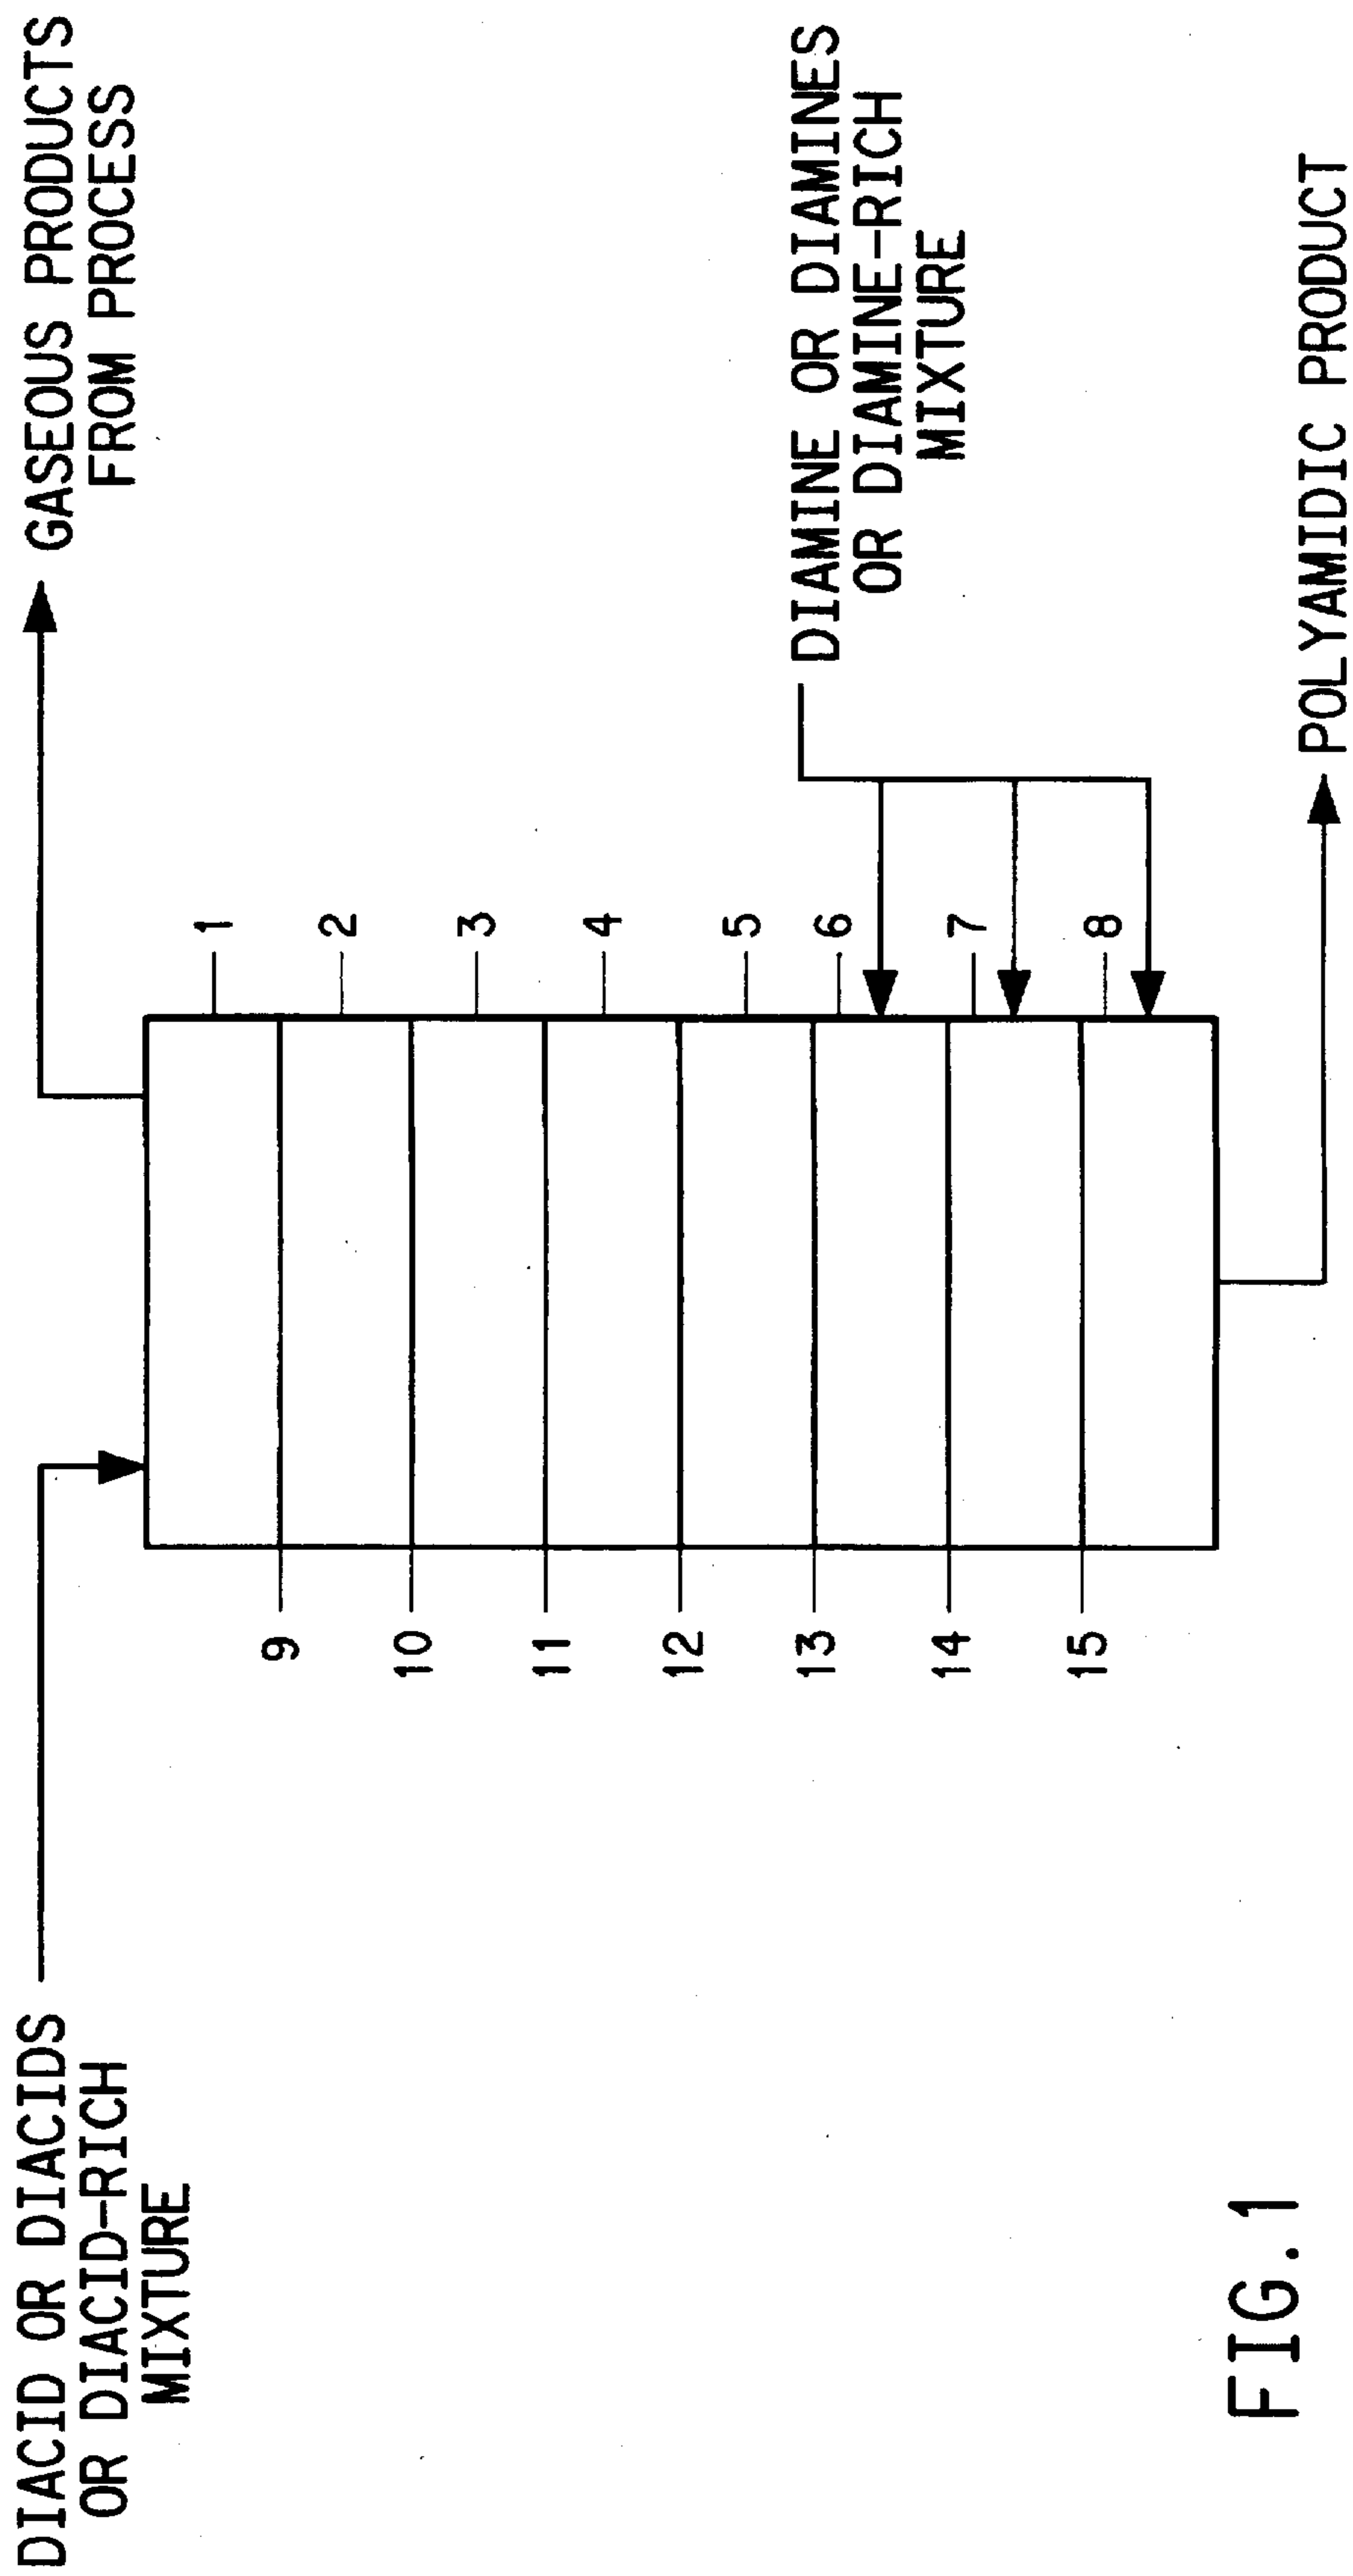 DIACID OR DIACIDS
OR DIACID-RICH
MIXTURE
GASEOUS PRODUCTS
FROM PROCESS
9
10
11
12
13
14
15
1
2
3
4
5
6
7
8
DIAMINE OR DIAMINES
OR DIAMINE-RICH
MIXTURE
POLYAMIDIC PRODUCT
FIG.1